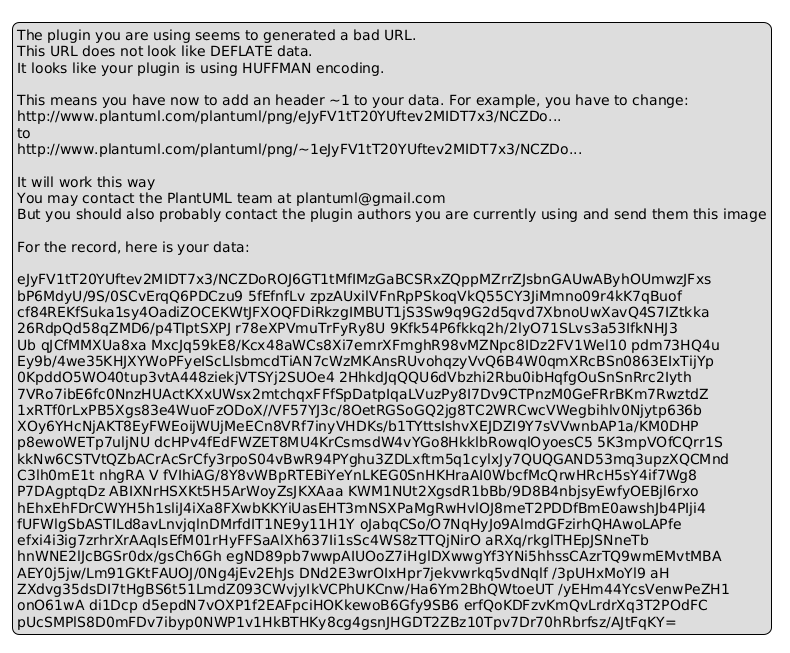 The plugin you are using seems to generated a bad URL.
This URL does not look like DEFLATE data.
It looks like your plugin is using HUFFMAN encoding.
This means you have now to add an header ~1 to your data. For example, you have to change:
http://www.plantuml.com/plantuml/png/eJyFV1tT20YUftev2MIDT7x3/NCZDo...
to
http://www.plantuml.com/plantuml/png/~1eJyFV1tT20YUftev2MIDT7x3/NCZDo...
It will work this way
You may contact the PlantUML team at plantuml@gmail.com
But you should also probably contact the plugin authors you are currently using and send them this image
For the record, here is your data:
eJyFV1tT20YUftev2MIDT7x3/NCZDoROJ6GT1tMfIMzGaBCSRxZQppMZrrZJsbnGAUwAByhOUmwzJFxs
bP6MdyU/9S/0SCvErqQ6PDCzu9 5fEfnfLv zpzAUxilVFnRpPSkoqVkQ55CY3JiMmno09r4kK7qBuof
cf84REKfSuka1sy4OadiZOCEKWtJFXOQFDiRkzgIMBUT1jS3Sw9q9G2d5qvd7XbnoUwXavQ4S7IZtkka
26RdpQd58qZMD6/p4TIptSXPJ r78eXPVmuTrFyRy8U 9Kfk54P6fkkq2h/2lyO71SLvs3a53IfkNHJ3
Ub qJCfMMXUa8xa MxcJq59kE8/Kcx48aWCs8Xi7emrXFmghR98vMZNpc8IDz2FV1Wel10 pdm73HQ4u
Ey9b/4we35KHJXYWoPFyeIScLlsbmcdTiAN7cWzMKAnsRUvohqzyVvQ6B4W0qmXRcBSn0863EIxTijYp
0KpddO5WO40tup3vtA448ziekjVTSYj2SUOe4 2HhkdJqQQU6dVbzhi2Rbu0ibHqfgOuSnSnRrc2Iyth
7VRo7ibE6fc0NnzHUActKXxUWsx2mtchqxFFfSpDatpIqaLVuzPy8I7Dv9CTPnzM0GeFRrBKm7RwztdZ
1xRTf0rLxPB5Xgs83e4WuoFzODoX//VF57YJ3c/8OetRGSoGQ2jg8TC2WRCwcVWegbihlv0Njytp636b
XOy6YHcNjAKT8EyFWEoiWUjMeECn8VRf7inyVHDKs/b1TYttsIshvXEJDZI9Y7sVVwnbAP1a/KM0DHP
p8ewoWETp7uljNU dcHPv4fEdFWZET8MU4KrCsmsdW4vYGo8HkklbRowqlOyoesC5 5K3mpVOfCQrr1S
kkNw6CSTVtQZbACrAcSrCfy3rpoS04vBwR94PYghu3ZDLxftm5q1cylxJy7QUQGAND53mq3upzXQCMnd
C3lh0mE1t nhgRA V fVIhiAG/8Y8vWBpRTEBiYeYnLKEG0SnHKHraAl0WbcfMcQrwHRcH5sY4if7Wg8
P7DAgptqDz ABIXNrHSXKt5H5ArWoyZsJKXAaa KWM1NUt2XgsdR1bBb/9D8B4nbjsyEwfyOEBjl6rxo
hEhxEhFDrCWYH5h1sliJ4iXa8FXwbKKYiUasEHT3mNSXPaMgRwHvlOJ8meT2PDDfBmE0awshJb4PIji4
fUFWlgSbASTILd8avLnvjqlnDMrfdIT1NE9y11H1Y oJabqCSo/O7NqHyJo9AImdGFzirhQHAwoLAPfe
efxi4i3ig7zrhrXrAAqIsEfM01rHyFFSaAlXh637Ii1sSc4WS8zTTQjNirO aRXq/rkgITHEpJSNneTb
hnWNE2lJcBGSr0dx/gsCh6Gh egND89pb7wwpAIUOoZ7iHglDXwwgYf3YNi5hhssCAzrTQ9wmEMvtMBA
AEY0j5jw/Lm91GKtFAUOJ/0Ng4jEv2EhJs DNd2E3wrOIxHpr7jekvwrkq5vdNqlf /3pUHxMoYl9 aH
ZXdvg35dsDI7tHgBS6t51LmdZ093CWvjyIkVCPhUKCnw/Ha6Ym2BhQWtoeUT /yEHm44YcsVenwPeZH1
onO61wA di1Dcp d5epdN7vOXP1f2EAFpciHOKkewoB6Gfy9SB6 erfQoKDFzvKmQvLrdrXq3T2POdFC
pUcSMPlS8D0mFDv7ibyp0NWP1v1HkBTHKy8cg4gsnJHGDT2ZBz10Tpv7Dr70hRbrfsz/AJtFqKY=